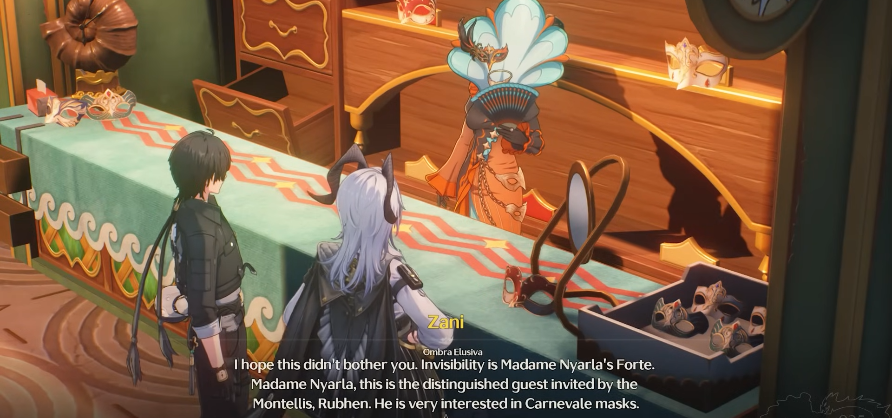 Zani
Ombra Elusiva
I hope this didn't bother you. Invisibility is Madame Nyarla's Forte.
Madame Nyarla, this is the distinguished guest invited by the
Montellis, Rubhen. He is very interested in Carnevale masks.